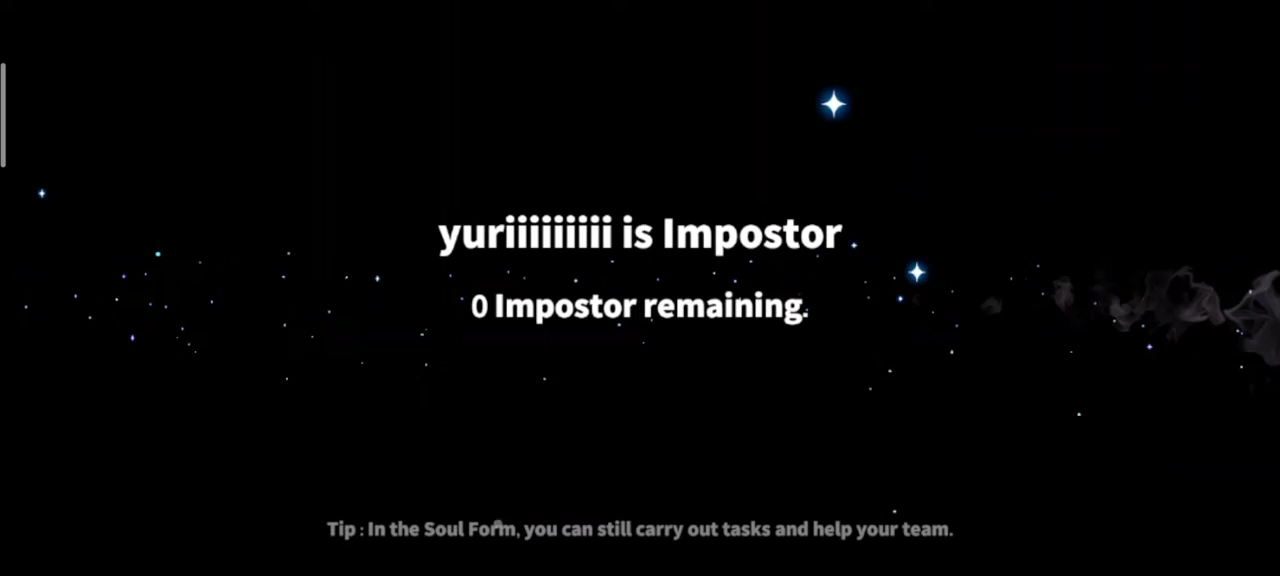 yuriiiiiiiiii is Impostor
0 Impostor remaining.
Tip : In the Soul Form, you can still carry out tasks and help your team.